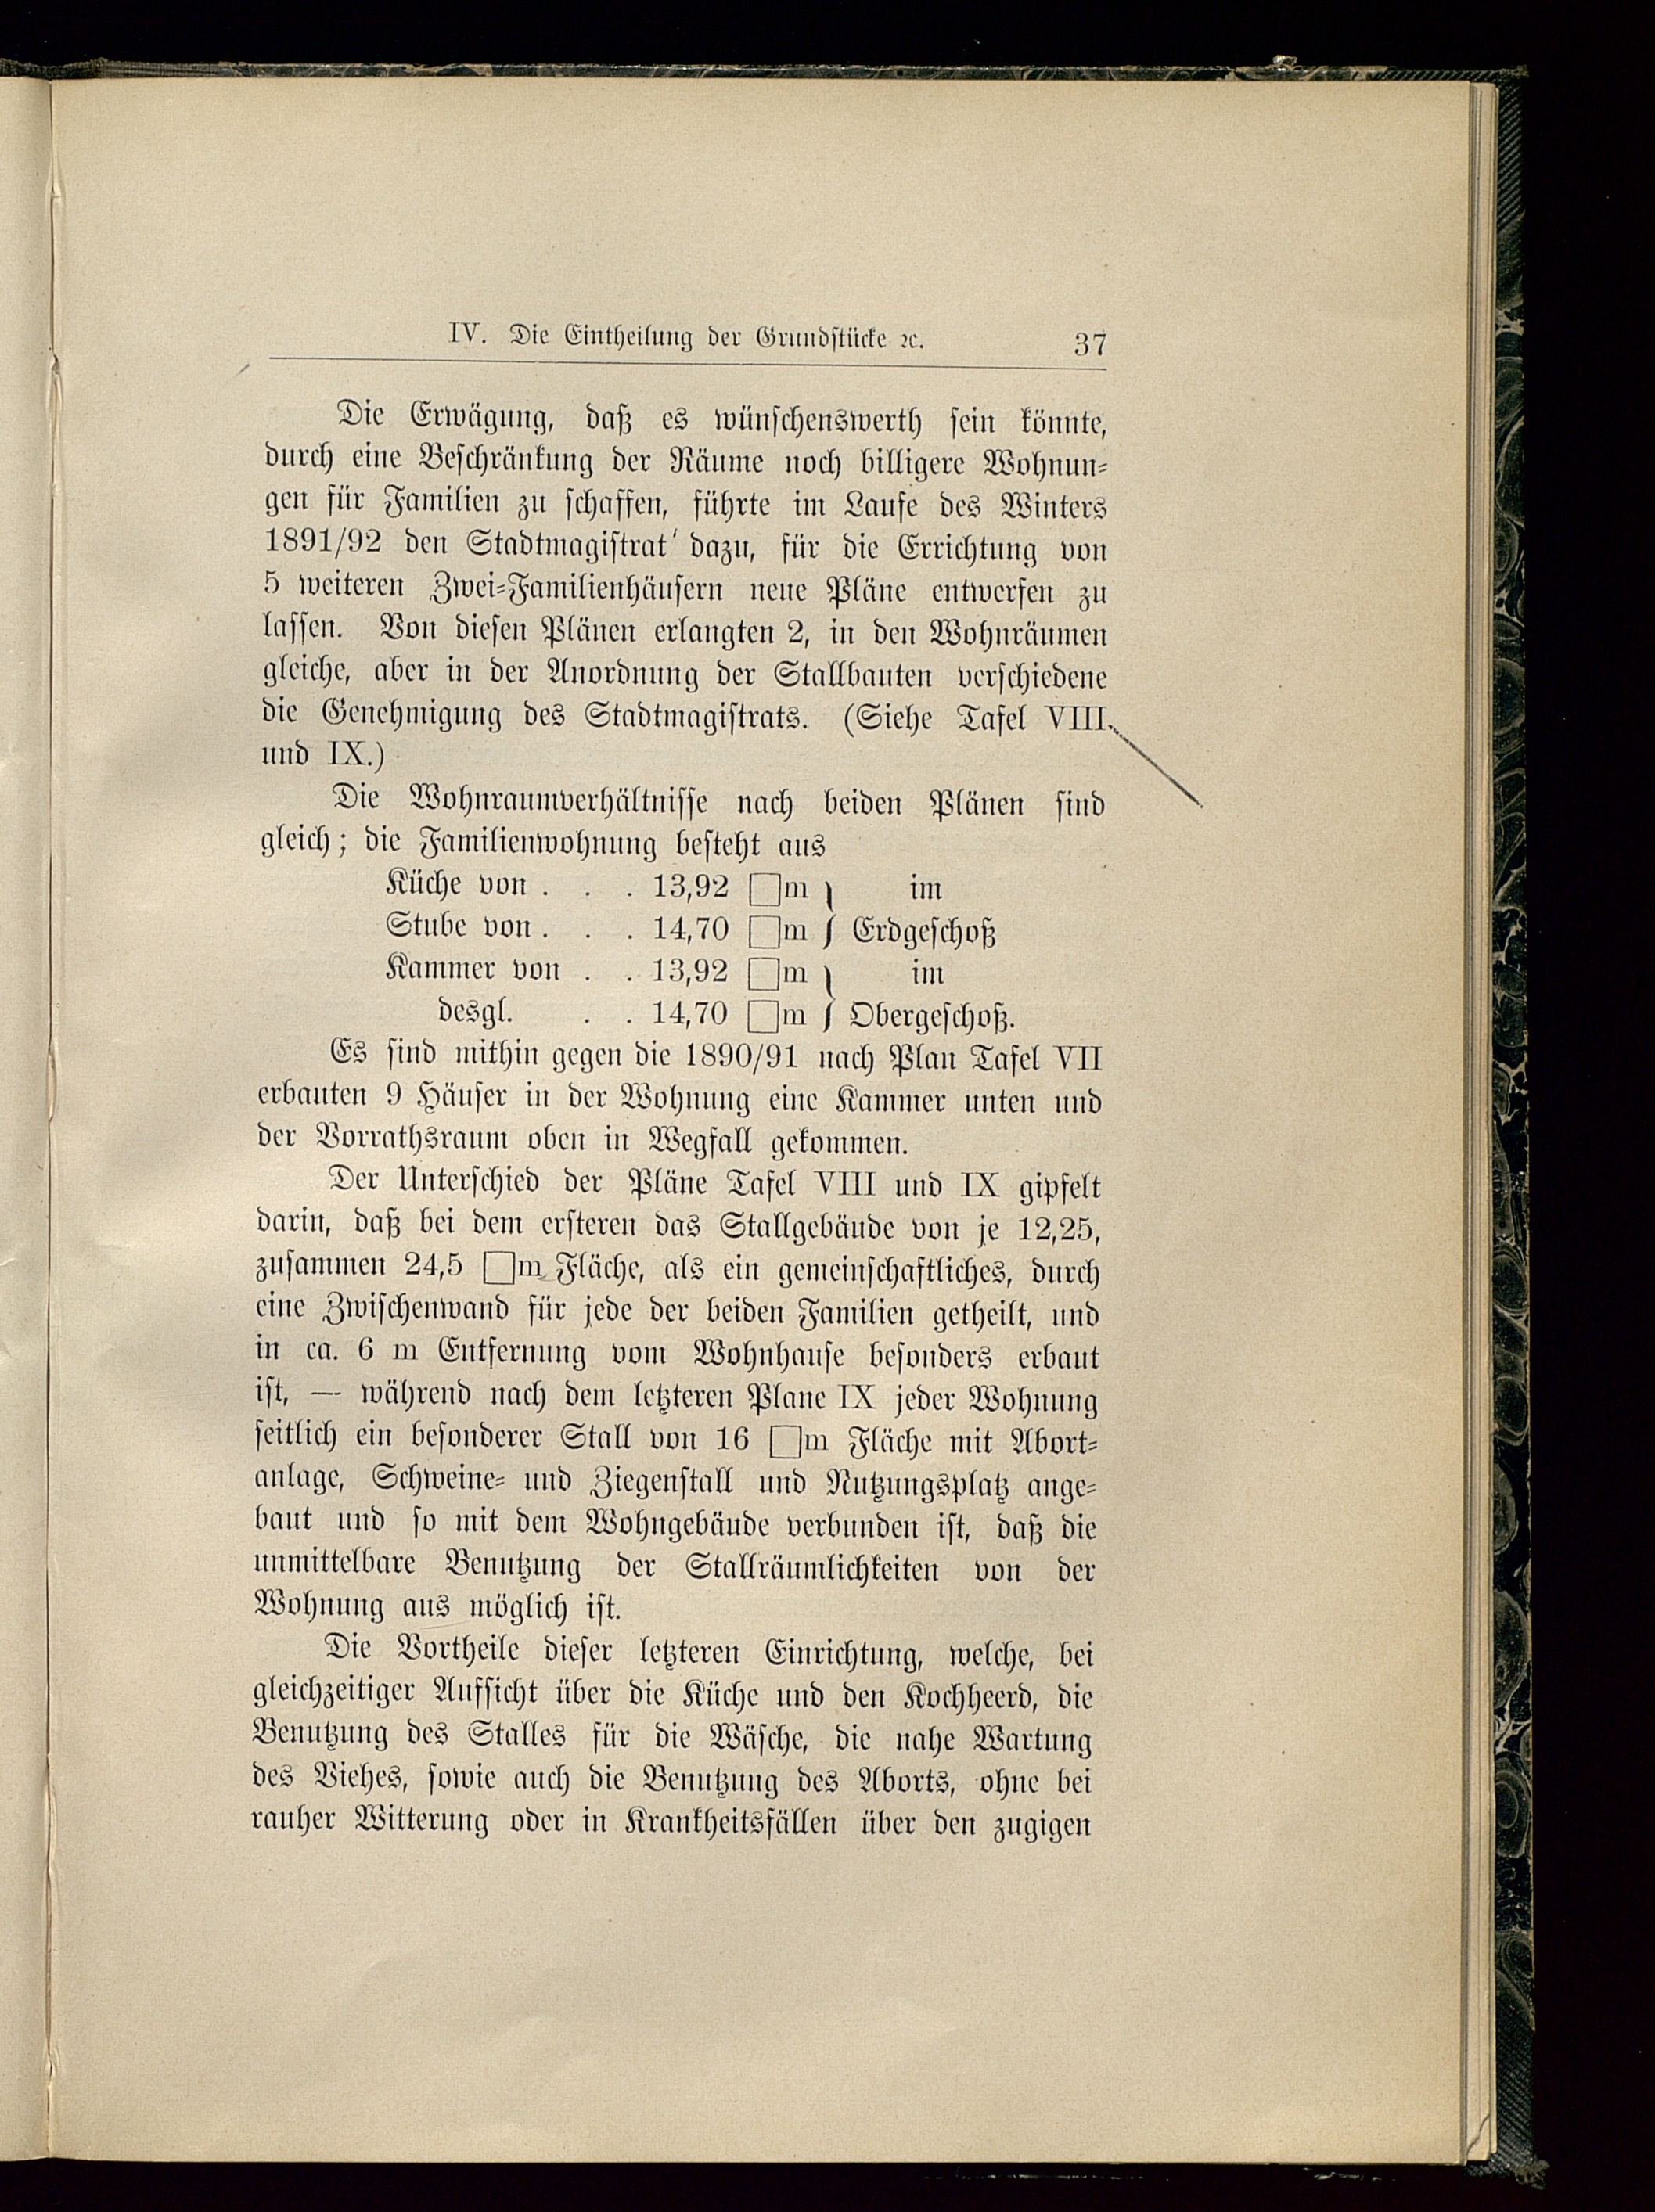 IV. Die Eintheilung der Grundstücke ꝛc. 37
Die Erwägung, daß es wünschenswerth sein könnte,
durch eine Beschränkung der Räume noch billigere Wohnun-
gen für Familien zu schaffen, führte im Laufe des Winters
1891/92 den Stadtmagistrat dazu, für die Errichtung von
5 weiteren Zwei-Familienhäusern neue Pläne entwerfen zu
lassen. Von diesen Plänen erlangten 2, in den Wohnräumen
gleiche, aber in der Anordnung der Stallbauten verschiedene
die Genehmigung des Stadtmagistrats. (Siehe Tafel VIII
und IX.)
Die Wohnraumverhältnisse nach beiden Plänen sind
gleich; die Familienwohnung besteht aus
Küche von . . . 13,92 □m } im
Stube von . . . 14,70 □m } Erdgeschoß
Kammer von . . 13,92 □m } im
desgl. . . 14,70 □m } Obergeschoß.
Es sind mithin gegen die 1890/91 nach Plan Tafel VII
erbauten 9 Häuser in der Wohnung eine Kammer unten und
der Vorrathsraum oben in Wegfall gekommen.
Der Unterschied der Pläne Tafel VIII und IX gipfelt
darin, daß bei dem ersteren das Stallgebäude von je 12,25,
zusammen 24,5 □m Fläche, als ein gemeinschaftliches, durch
eine Zwischenwand für jede der beiden Familien getheilt, und
in ca. 6 m Entfernung vom Wohnhause besonders erbaut
ist, — während nach dem letzteren Plane IX jeder Wohnung
seitlich ein besonderer Stall von 16 □m Fläche mit Abort-
anlage, Schweine- und Ziegenstall und Nutzungsplatz ange-
baut und so mit dem Wohngebäude verbunden ist, daß die
unmittelbare Benutzung der Stallräumlichkeiten von der
Wohnung aus möglich ist.
Die Vortheile dieser letzteren Einrichtung, welche, bei
gleichzeitiger Aufsicht über die Küche und den Kochheerd, die
Benutzung des Stalles für die Wäsche, die nahe Wartung
des Viehes, sowie auch die Benutzung des Aborts, ohne bei
rauher Witterung oder in Krankheitsfällen über den zugigen